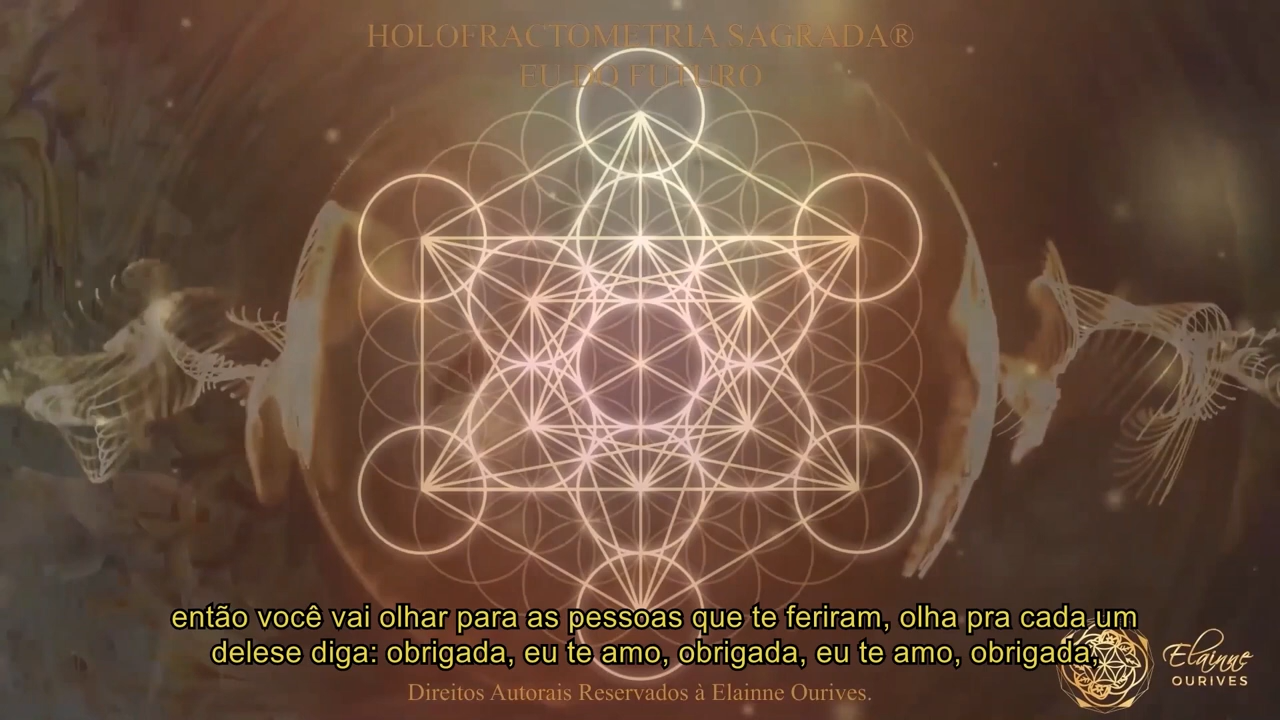 HOLOFRACTOMETRIA SAGRADA®
EU DO FUTURO
então você vai olhar para as pessoas que te feriram, olha pra cada um
delese diga: obrigada, eu te amo, obrigada, eu te amo, obrigada,
Elainne
OURIVES
Direitos Autorais Reservados à Elainne Ourives.